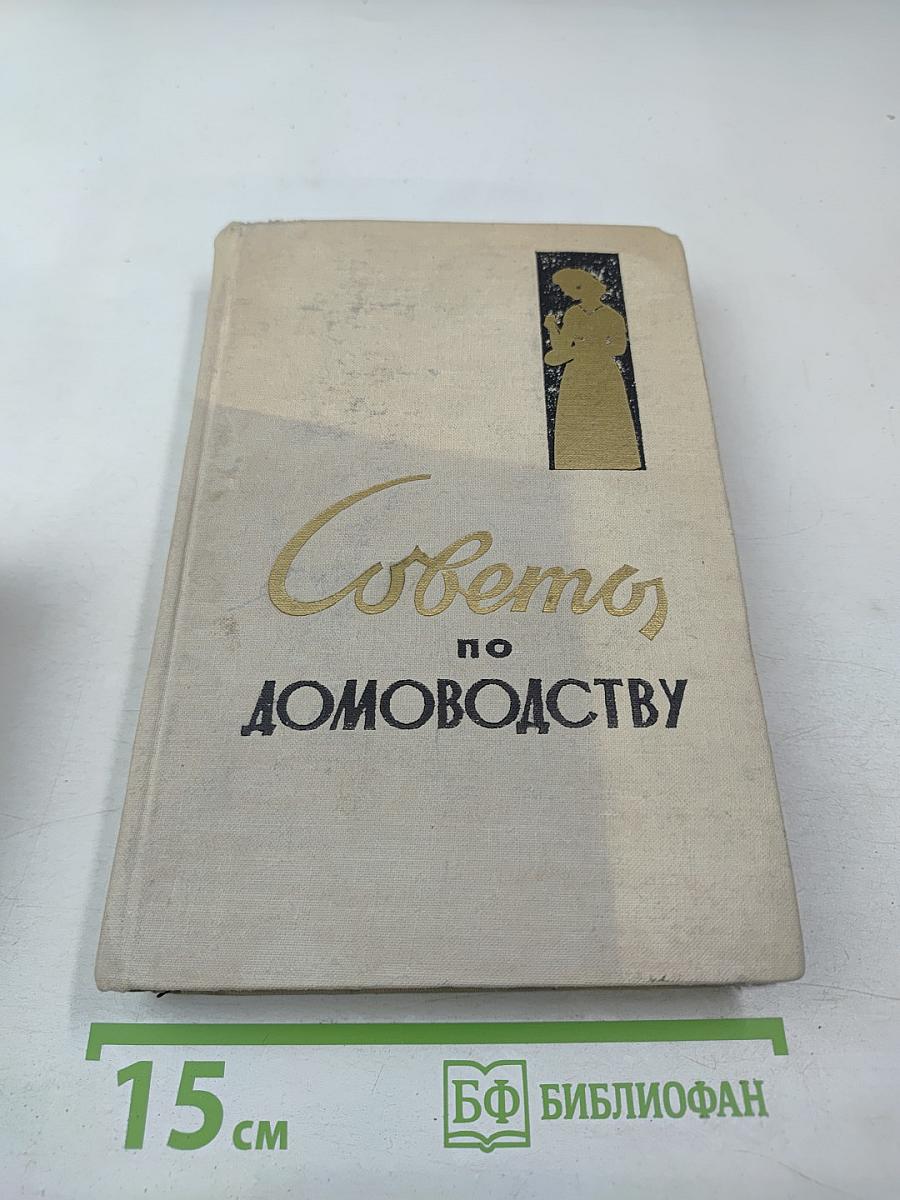 Советы
по
ДОМОВОДСТВУ
15 см
БФ БИБЛИОФАН